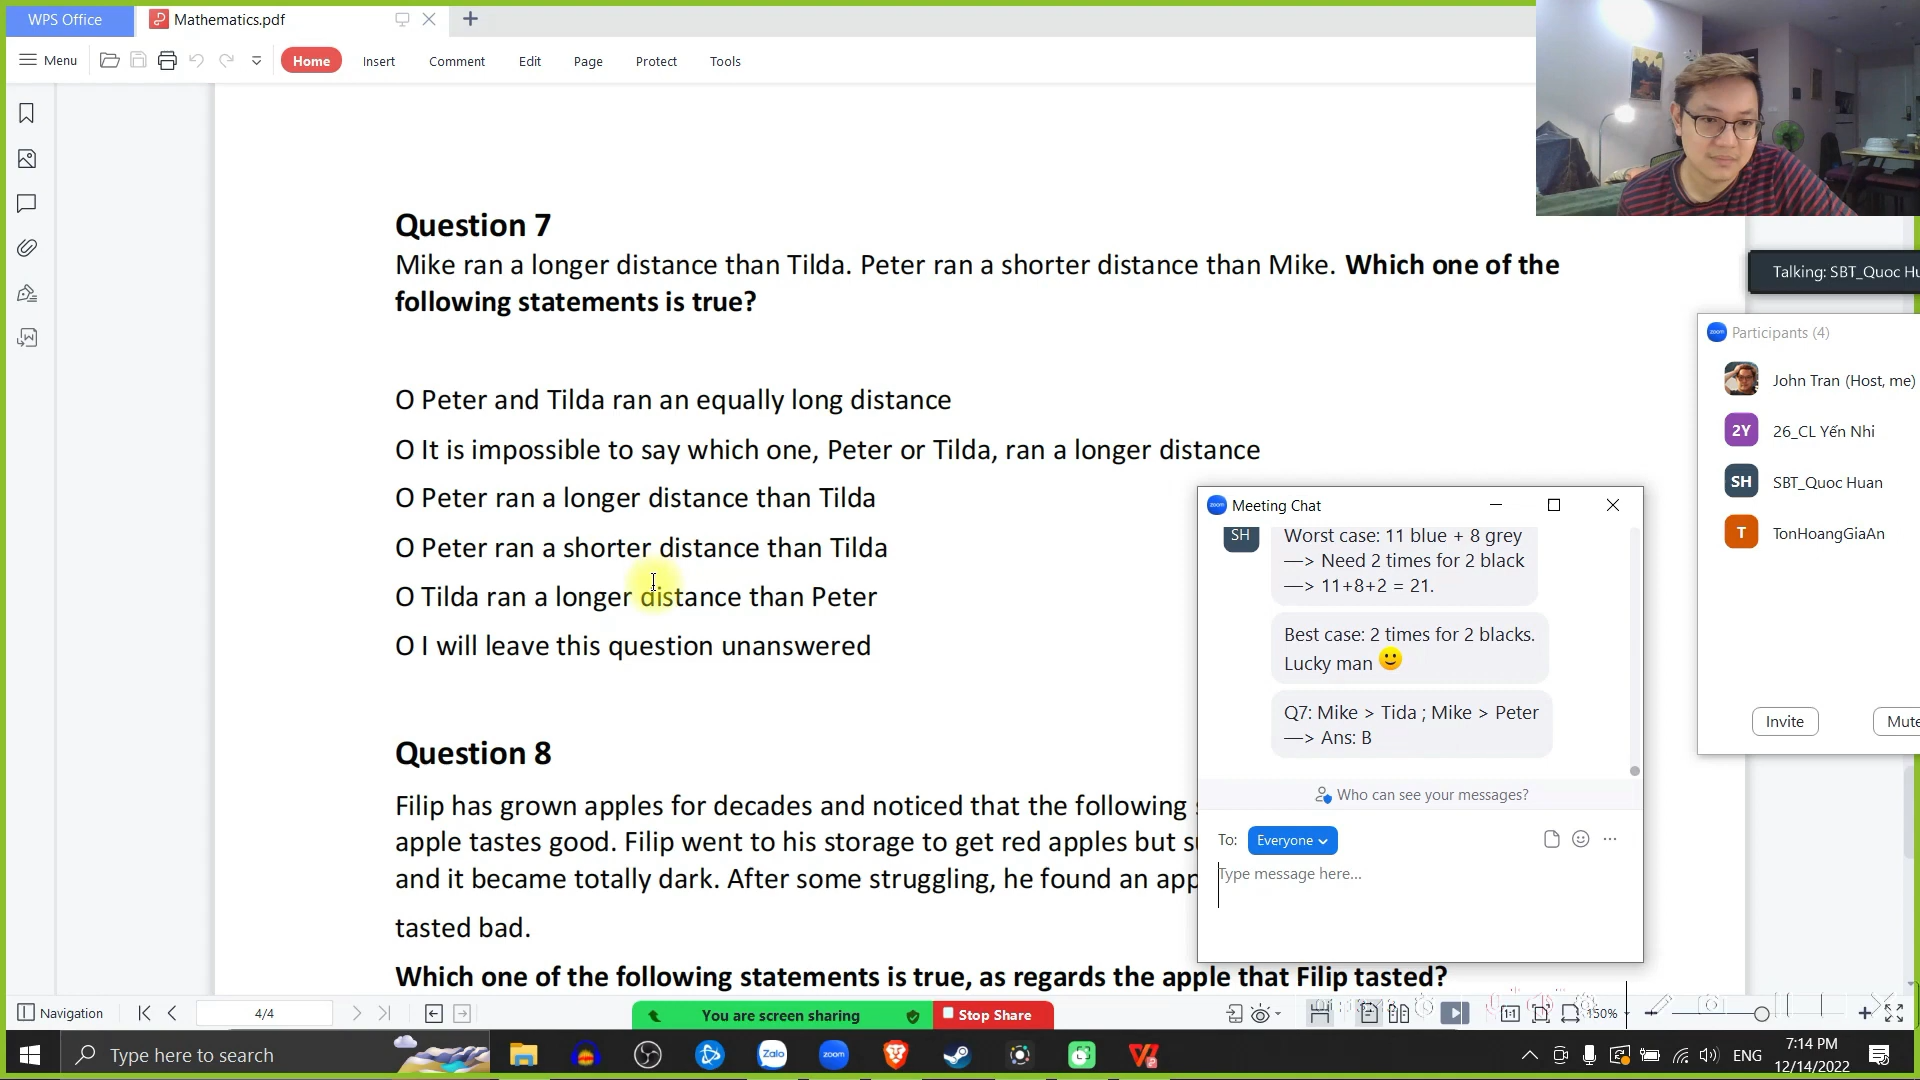 WPS Office
Mathematics.pdf
Menu
Home
Insert
Comment
Edit
Page
Protect
Tools
Question 7
Mike ran a longer distance than Tilda. Peter ran a shorter distance than Mike. Which one of the
following statements is true?
O Peter and Tilda ran an equally long distance
O It is impossible to say which one, Peter or Tilda, ran a longer distance
O Peter ran a longer distance than Tilda
O Peter ran a shorter distance than Tilda
O Tilda ran a longer distance than Peter
O I will leave this question unanswered
Question 8
Filip has grown apples for decades and noticed that the following
apple tastes good. Filip went to his storage to get red apples but
and it became totally dark. After some struggling, he found an
tasted bad.
Which one of the following statements is true, as regards the apple that Filip tasted?
Talking: SBT_Quoc
Participants (4)
John Tran (Host, me)
2Y
26_CL Yến Nhi
SH
SBT_Quoc Huan
T
TonHoangGiaAn
Invite
Mute
Meeting Chat
SH
Worst case: 11 blue + 8 grey
—> Need 2 times for 2 black
—> 11+8+2 = 21.
Best case: 2 times for 2 blacks.
Lucky man 🙂
Q7: Mike > Tida ; Mike > Peter
—> Ans: B
Who can see your messages?
To:
Everyone
Type message here...
Navigation
4/4
You are screen sharing
Stop Share
1:1
150%
Type here to search
Zalo
zoom
ENG
7:14 PM
12/14/2022